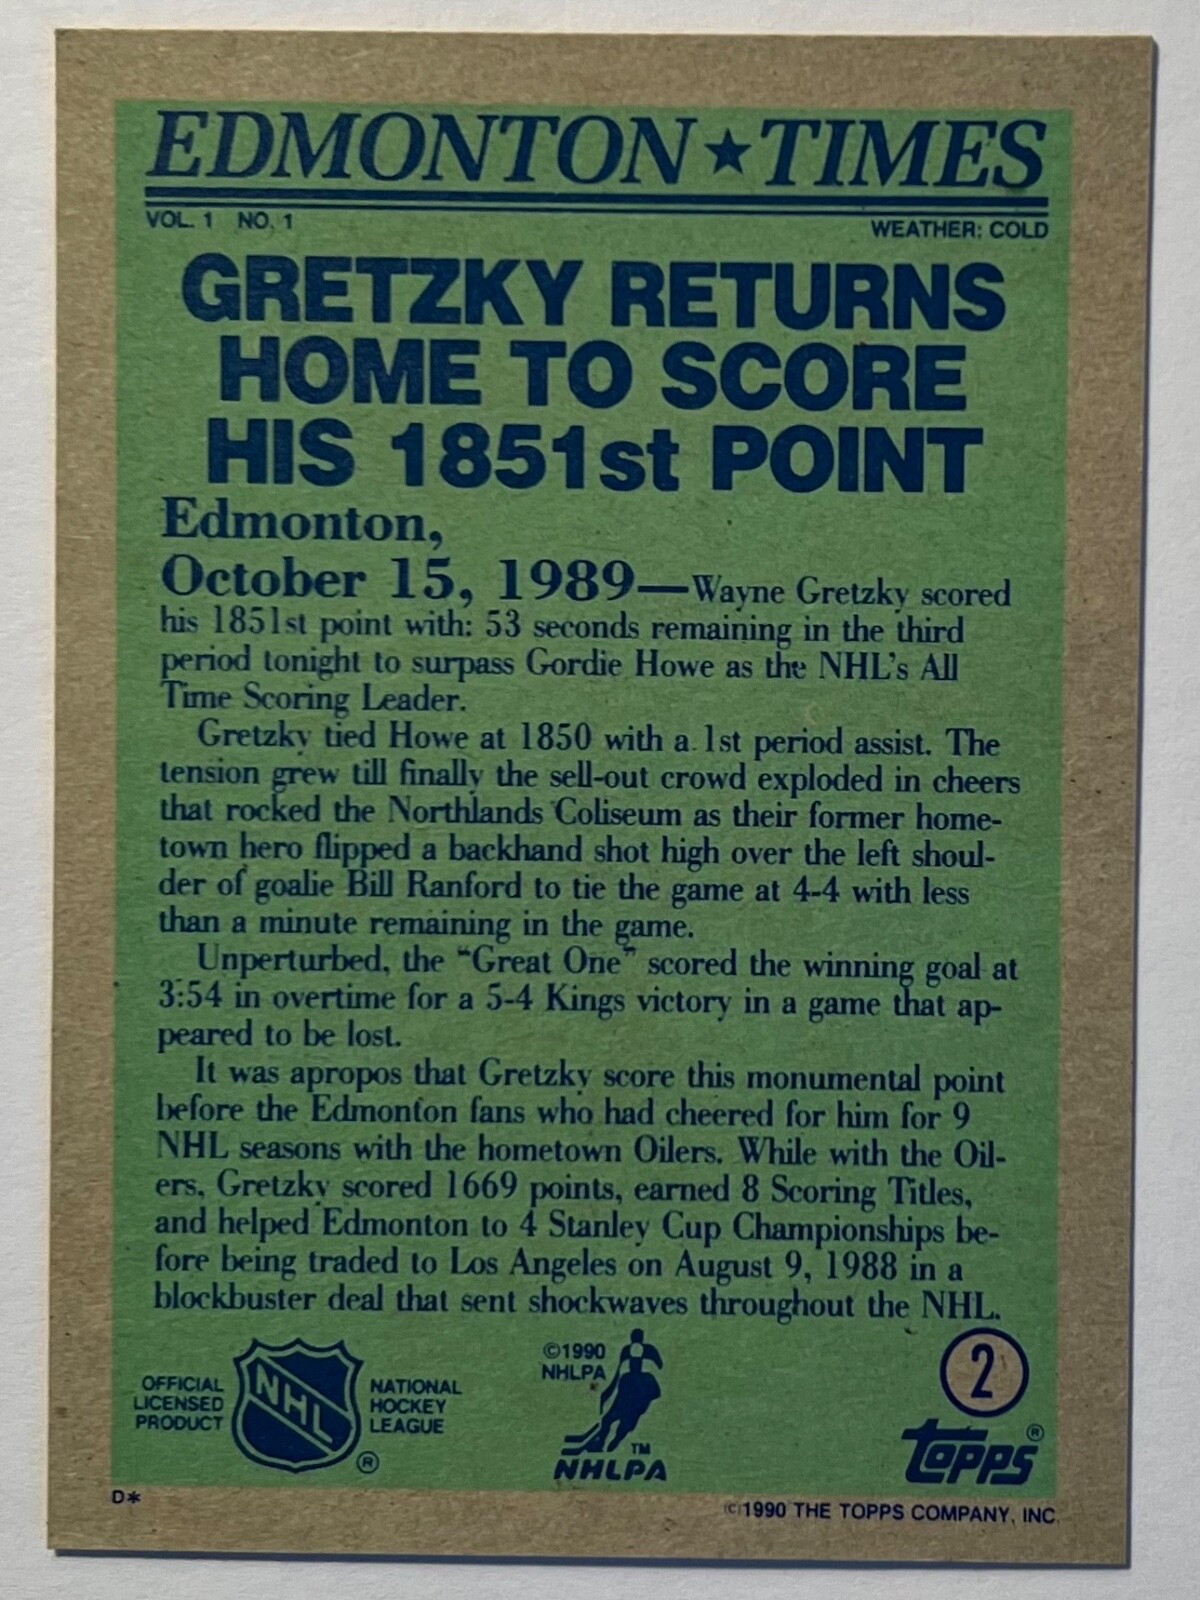 EDMONTON★TIMES
VOL. 1 NO. 1
WEATHER: COLD
GRETZKY RETURNS
HOME TO SCORE
HIS 1851st POINT
Edmonton,
October 15, 1989—Wayne Gretzky scored
his 1851st point with: 53 seconds remaining in the third
period tonight to surpass Gordie Howe as the NHL's All
Time Scoring Leader.
Gretzky tied Howe at 1850 with a 1st period assist. The
tension grew till finally the sell-out crowd exploded in cheers
that rocked the Northlands Coliseum as their former home-
town hero flipped a backhand shot high over the left shoul-
der of goalie Bill Ranford to tie the game at 4-4 with less
than a minute remaining in the game.
Unperturbed, the "Great One" scored the winning goal at
3:54 in overtime for a 5-4 Kings victory in a game that ap-
peared to be lost.
It was apropos that Gretzky score this monumental point
before the Edmonton fans who had cheered for him for 9
NHL seasons with the hometown Oilers. While with the Oil-
ers, Gretzky scored 1669 points, earned 8 Scoring Titles,
and helped Edmonton to 4 Stanley Cup Championships be-
fore being traded to Los Angeles on August 9, 1988 in a
blockbuster deal that sent shockwaves throughout the NHL.
OFFICIAL
LICENSED
PRODUCT
NHL
NATIONAL
HOCKEY
LEAGUE
®
©1990
NHLPA
TM
NHLPA
2
topps®
D*
©1990 THE TOPPS COMPANY, INC.